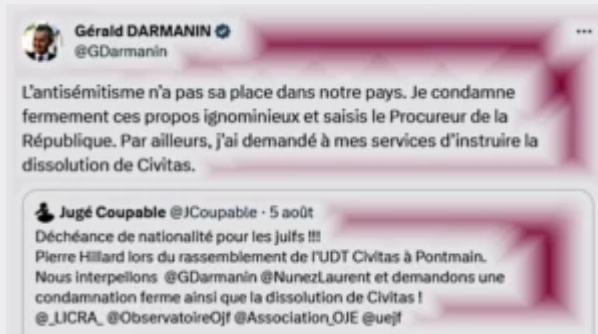 Gérald DARMANIN
@GDarmanin
L'antisémitisme n'a pas sa place dans notre pays. Je condamne
fermement ces propos ignominieux et saisis le Procureur de la
République. Par ailleurs, j'ai demandé à mes services d'instruire la
dissolution de Civitas.
Jugé Coupable @JCoupable · 5 août
Déchéance de nationalité pour les juifs !!!
Pierre Hillard lors du rassemblement de l'UDT Civitas à Pontmain.
Nous interpellons @GDarmanin @NunezLaurent et demandons une
condamnation ferme ainsi que la dissolution de Civitas !
@_LICRA_ @ObservatoireOjf @Association_OJE @uejf